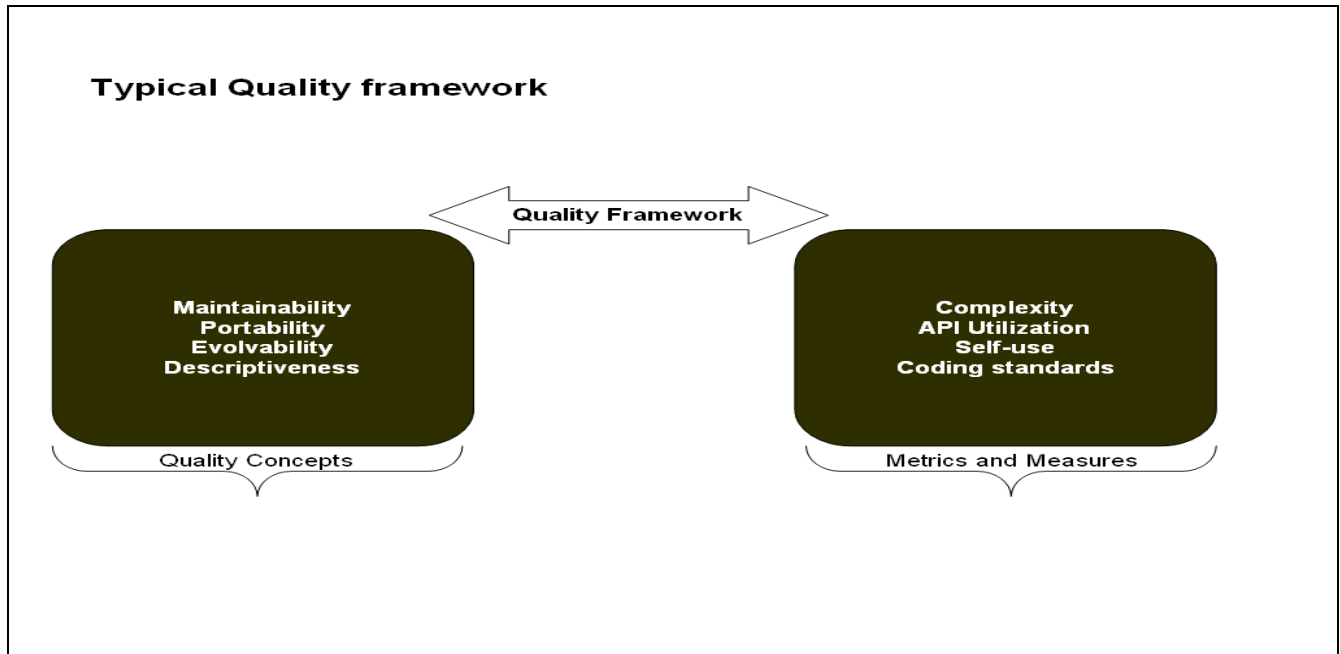 Typical Quality framework
Quality Framework
Maintainability
Portability
Evolvability
Descriptiveness
Quality Concepts
Complexity
API Utilization
Self-use
Coding standards
Metrics and Measures